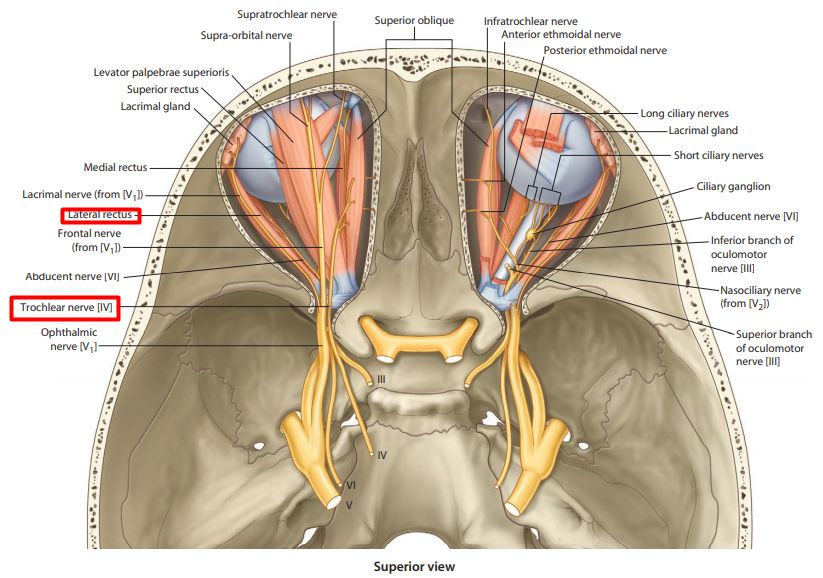 Supratrochlear nerve
Supra-orbital nerve
Levator palpebrae superioris
Superior rectus
Lacrimal gland
Medial rectus
Lacrimal nerve (from [V₁])
Lateral rectus
Frontal nerve
(from [V₁])
Abducent nerve [VI]
Trochlear nerve [IV]
Ophthalmic
nerve [V₁]
Superior oblique
Infratrochlear nerve
Anterior ethmoidal nerve
Posterior ethmoidal nerve
Long ciliary nerves
Lacrimal gland
Short ciliary nerves
Ciliary ganglion
Abducent nerve [VI]
Inferior branch of
oculomotor
nerve [III]
Nasociliary nerve
(from [V₂])
Superior branch
of oculomotor
nerve [III]
III
IV
VI
V
Superior view